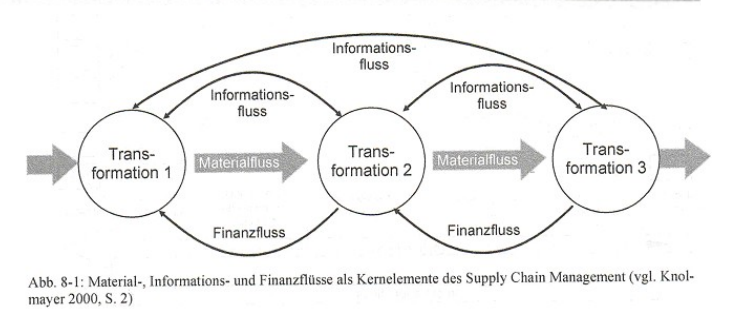 Informations-
fluss
Informations-
fluss
Informations-
fluss
Trans-
formation 1
Materialfluss
Trans-
formation 2
Materialfluss
Trans-
formation 3
Finanzfluss
Finanzfluss
Abb. 8-1: Material-, Informations- und Finanzflüsse als Kernelemente des Supply Chain Management (vgl. Knol-
mayer 2000, S. 2)